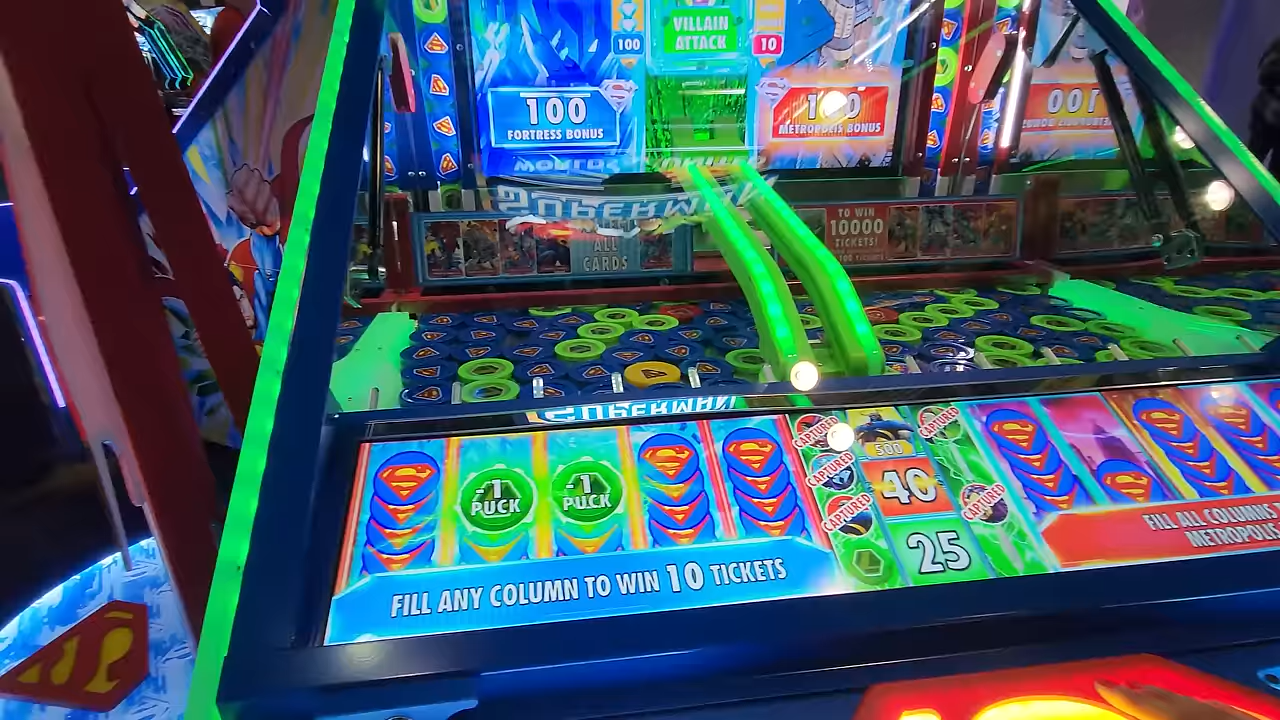 VILLAIN
ATTACK
100
10
100
FORTRESS BONUS
METROPOLIS BONUS
SUPERMAN
ALL
CARDS
TO WIN
10000
TICKETS!
100
SUPERMAN
-1
PUCK
-1
PUCK
CAPTURED
CAPTURED
CAPTURED
CAPTURED
CAPTURED
500
40
25
FILL ANY COLUMN TO WIN 10 TICKETS
FILL ALL COLUMNS
METROPOLIS